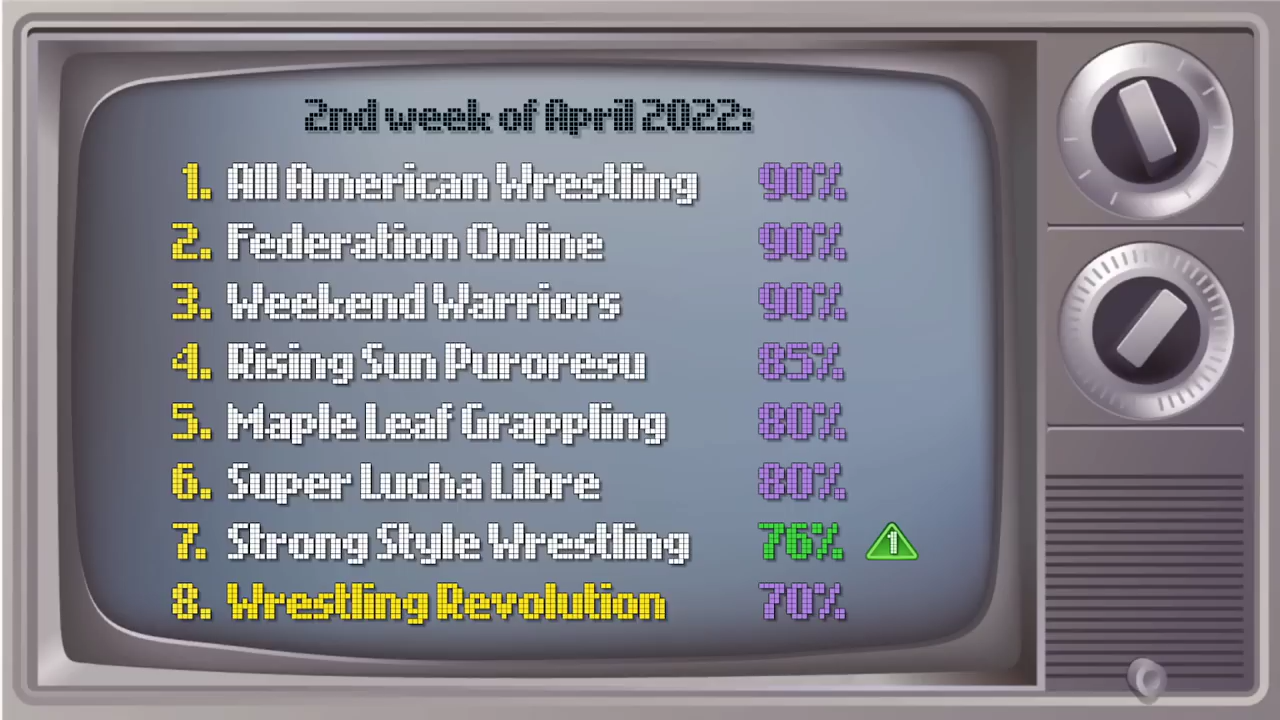 2nd week of April 2022:
1. All American Wrestling 90%
2. Federation Online 90%
3. Weekend Warriors 90%
4. Rising Sun Puroresu 85%
5. Maple Leaf Grappling 80%
6. Super Lucha Libre 80%
7. Strong Style Wrestling 76% 1
8. Wrestling Revolution 70%